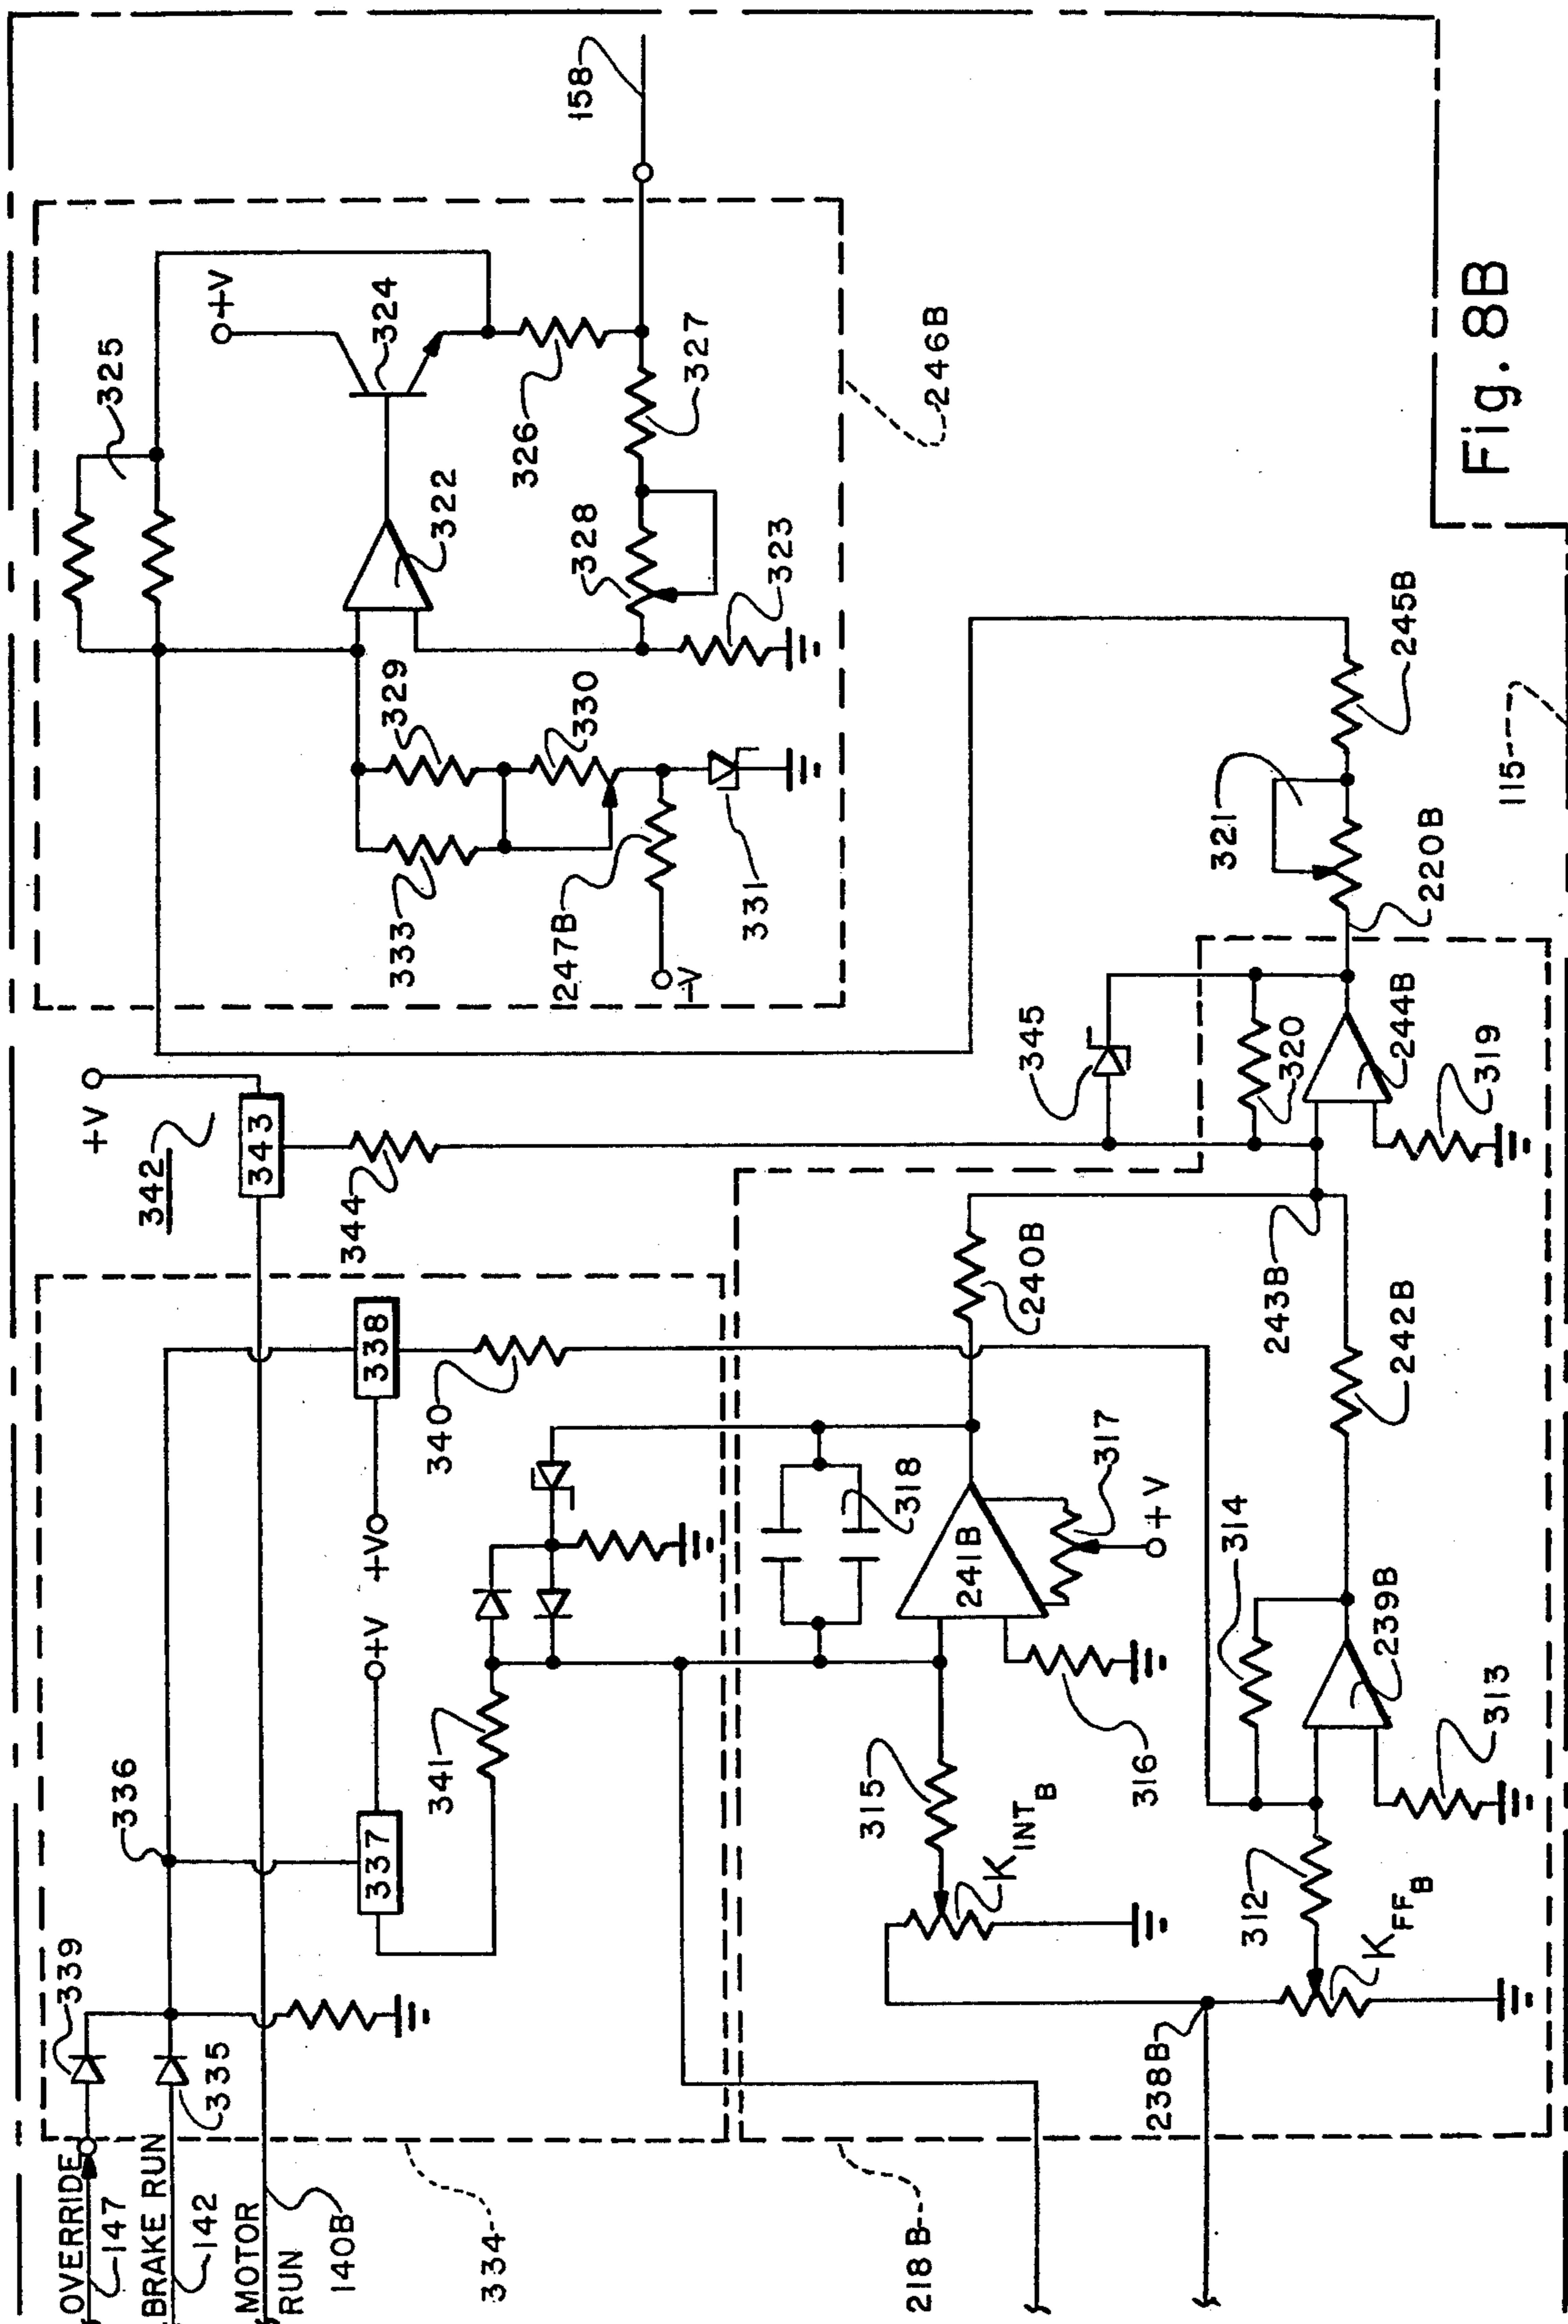 OVERRIDE
147
BRAKE RUN
142
MOTOR
RUN
140B
339
335
336
+V
342
343
+V
325
324
337
+V
+V
338
344
333
329
322
341
340
334
1247B
330
328
326
158
-V
331
323
327
318
317
+V
315
241B
240B
345
246B
218B
K INT B
316
238B
312
314
243B
320
321
K FF B
239B
242B
244B
220B
245B
313
319
115
Fig. 8B